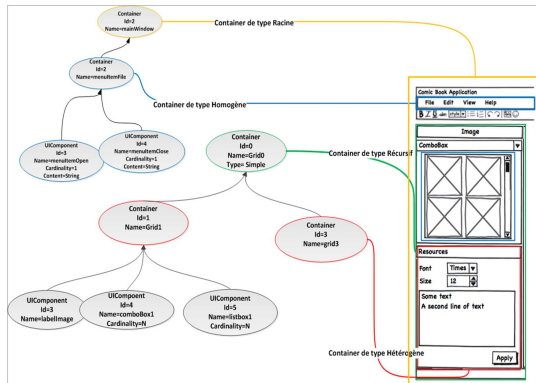 Container
Id=2
Name=mainWindow
Container de type Racine
Container
Id=2
Name=menuItemFile
Container de type Homogène
UIComponent
Id=3
Name=menuItemOpen
Cardinality=1
Content=String
UIComponent
Id=4
Name=menuItemClose
Cardinality=1
Content=String
Container
Id=0
Name=Grid0
Type= Simple
Container de type Récursif
Container
Id=1
Name=Grid1
Container
Id=3
Name=grid3
UIComponent
Id=3
Name=labelImage
UIComponent
Id=4
Name=comboBox1
Cardinality=N
UIComponent
Id=5
Name=listbox1
Cardinality=N
Container de type Hétérogène
Comic Book Application
File Edit View Help
B I U abc style
Image
ComboBox
Resources
Font Times
Size 12
Some text
A second line of text
Apply